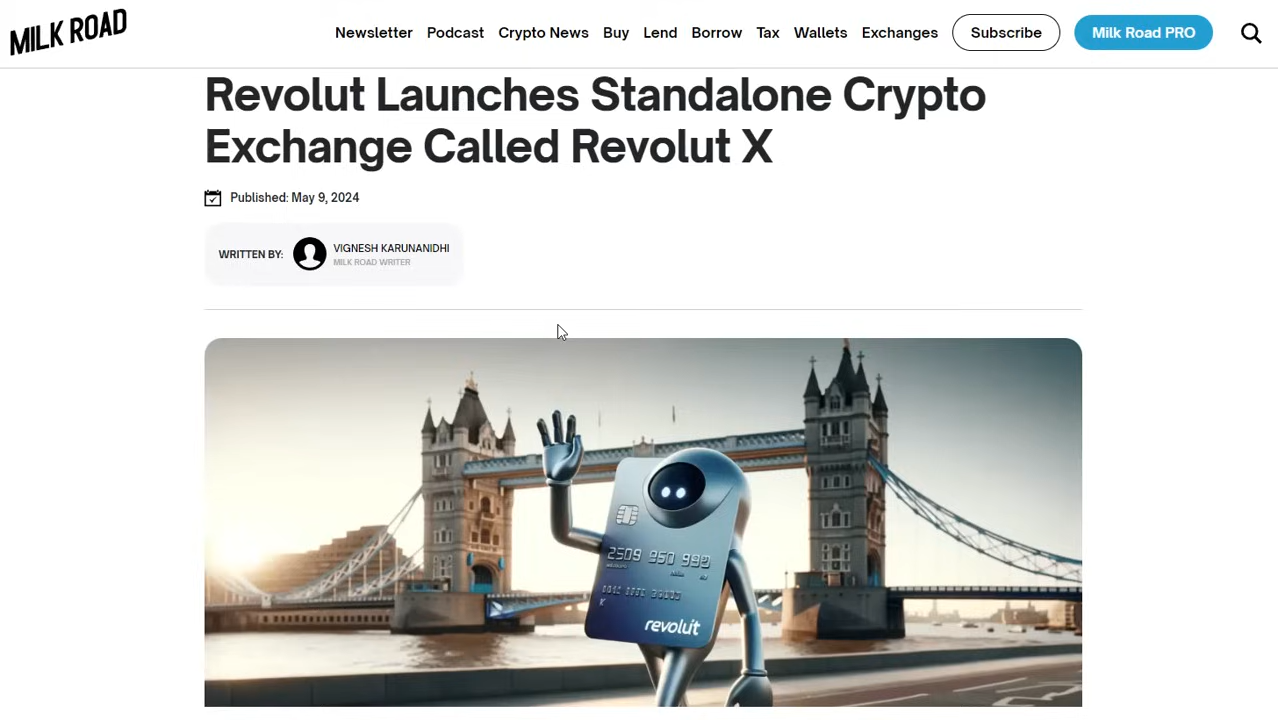 MILK ROAD
Newsletter Podcast Crypto News Buy Lend Borrow Tax Wallets Exchanges Subscribe Milk Road PRO
Revolut Launches Standalone Crypto
Exchange Called Revolut X
Published: May 9, 2024
WRITTEN BY: VIGNESH KARUNANIDHI
MILK ROAD WRITER
2509 950 992
revolut